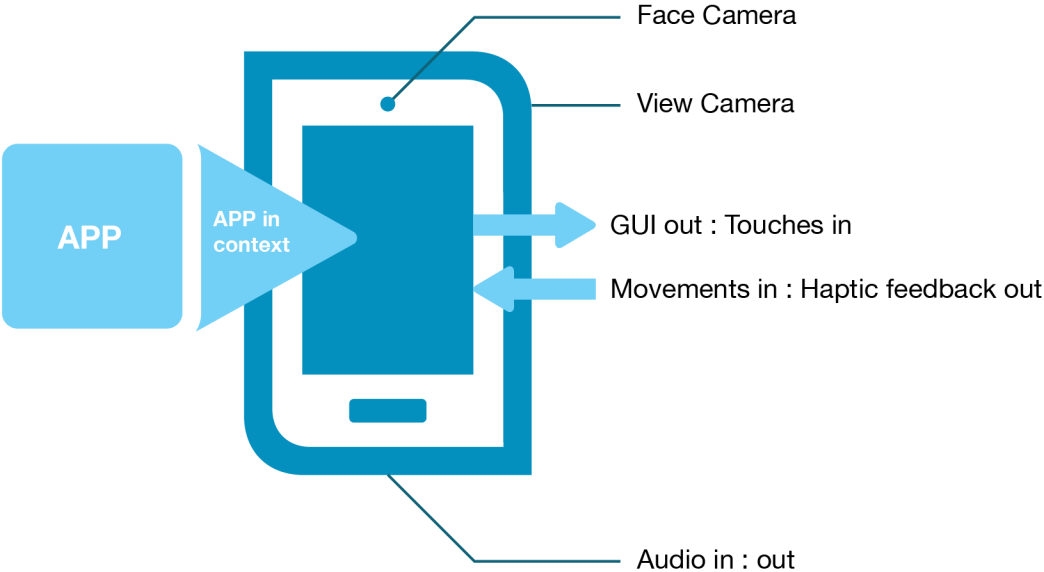 Face Camera
View Camera
APP
APP in
context
GUI out : Touches in
Movements in : Haptic feedback out
Audio in : out